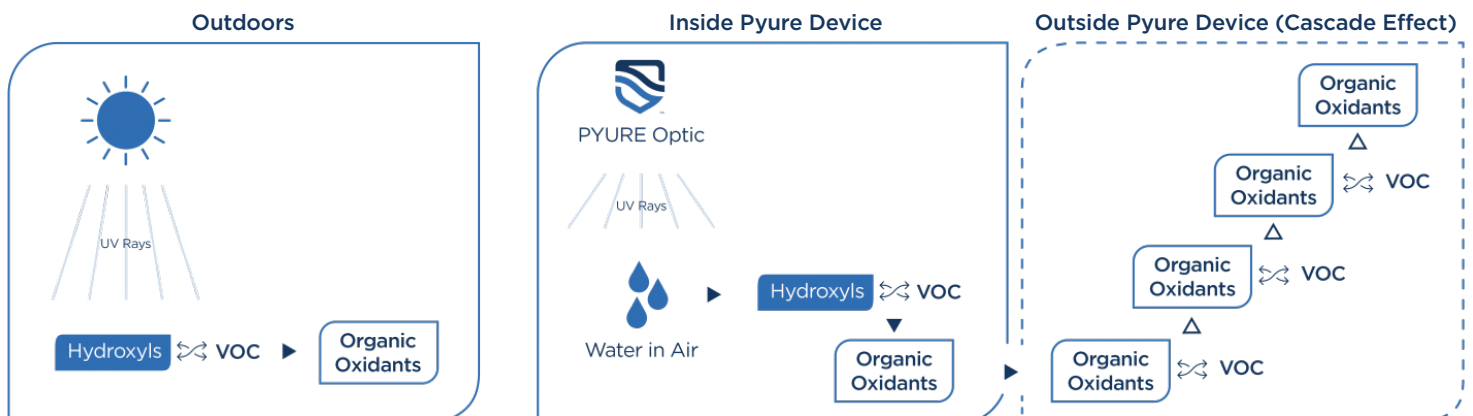 Outdoors
UV Rays
Hydroxyls
VOC
Organic
Oxidants
Inside Pyure Device
PYURE Optic
UV Rays
Water in Air
Hydroxyls
VOC
Organic
Oxidants
Outside Pyure Device (Cascade Effect)
Organic
Oxidants
Organic
Oxidants
VOC
Organic
Oxidants
VOC
Organic
Oxidants
VOC